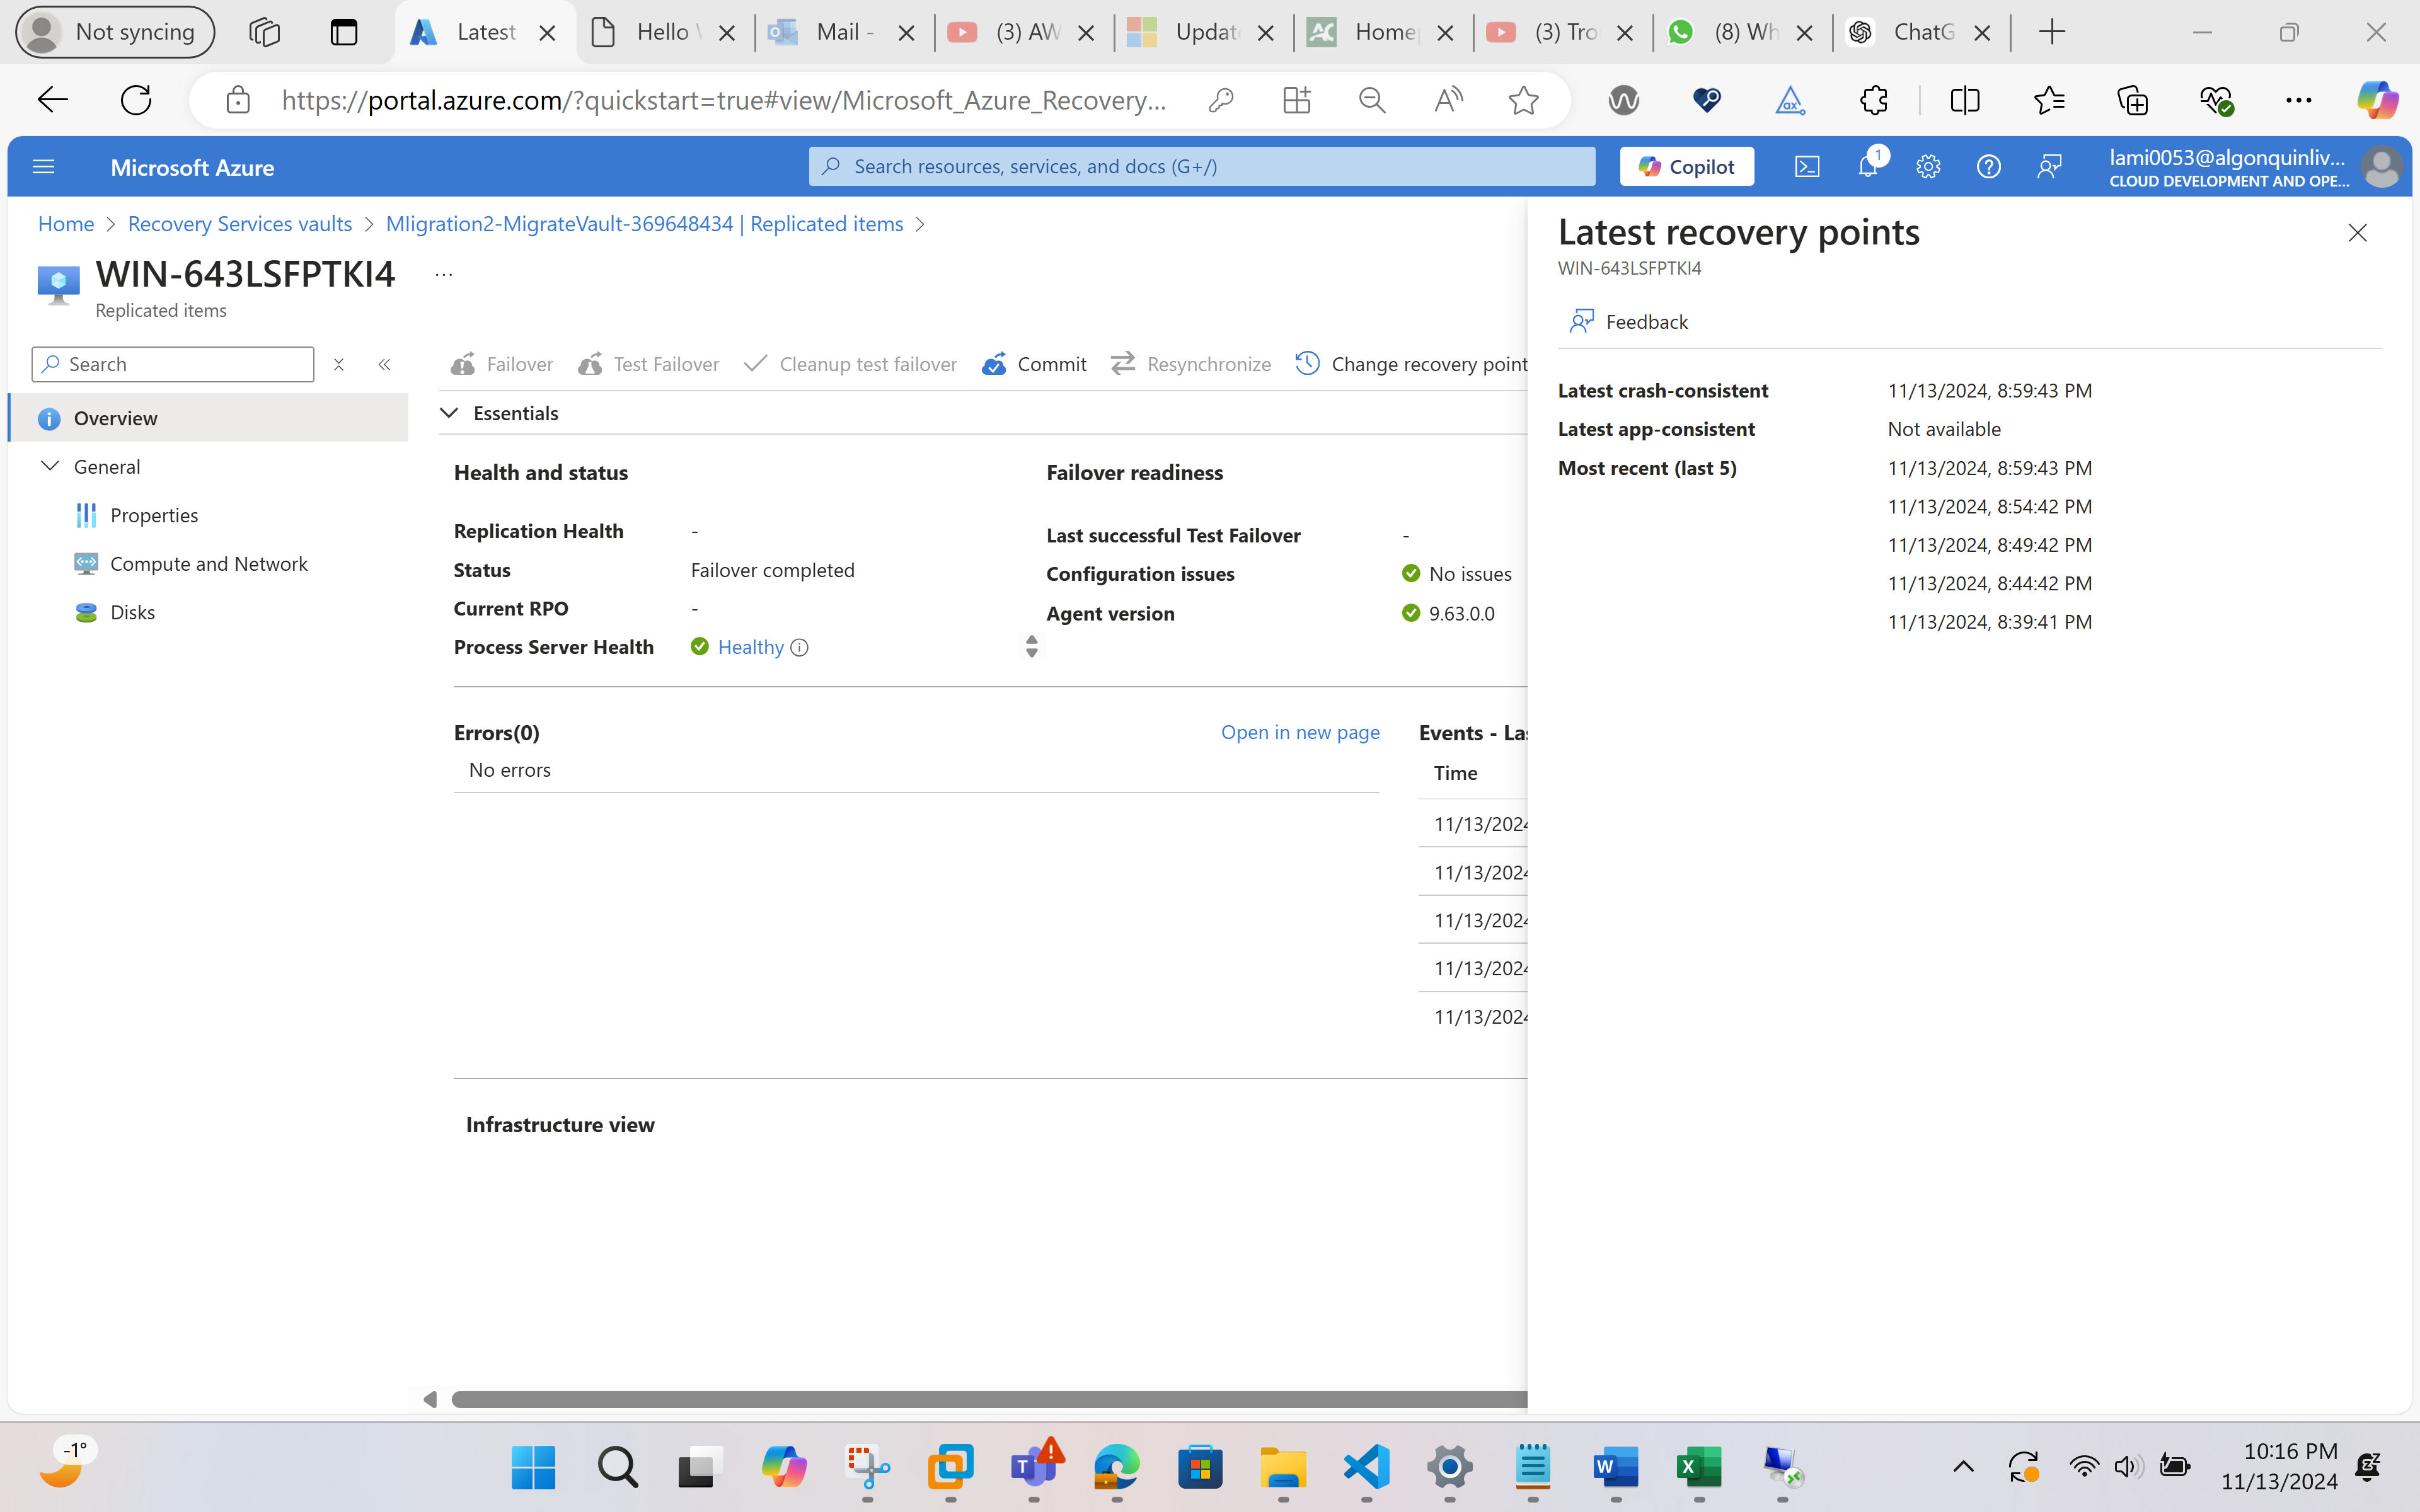 Not syncing
Latest
Hello
Mail -
(3) AW
Updat
Home
(3) Tro
(8) Wh
ChatG
https://portal.azure.com/?quickstart=true#view/Microsoft_Azure_Recovery...
Microsoft Azure
Search resources, services, and docs (G+/)
Copilot
1
lami0053@algonquinliv...
CLOUD DEVELOPMENT AND OPE...
Home > Recovery Services vaults > MIigration2-MigrateVault-369648434 | Replicated items >
WIN-643LSFPTKI4 ...
Replicated items
Search
Overview
General
Properties
Compute and Network
Disks
Failover
Test Failover
Cleanup test failover
Commit
Resynchronize
Change recovery point
Essentials
Health and status
Replication Health -
Status Failover completed
Current RPO -
Process Server Health Healthy
Failover readiness
Last successful Test Failover -
Configuration issues No issues
Agent version 9.63.0.0
Errors(0)
Open in new page
No errors
Events - Las
Time
11/13/2024
11/13/2024
11/13/2024
11/13/2024
11/13/2024
Infrastructure view
Latest recovery points
WIN-643LSFPTKI4
Feedback
Latest crash-consistent 11/13/2024, 8:59:43 PM
Latest app-consistent Not available
Most recent (last 5) 11/13/2024, 8:59:43 PM
11/13/2024, 8:54:42 PM
11/13/2024, 8:49:42 PM
11/13/2024, 8:44:42 PM
11/13/2024, 8:39:41 PM
-1°
10:16 PM
11/13/2024